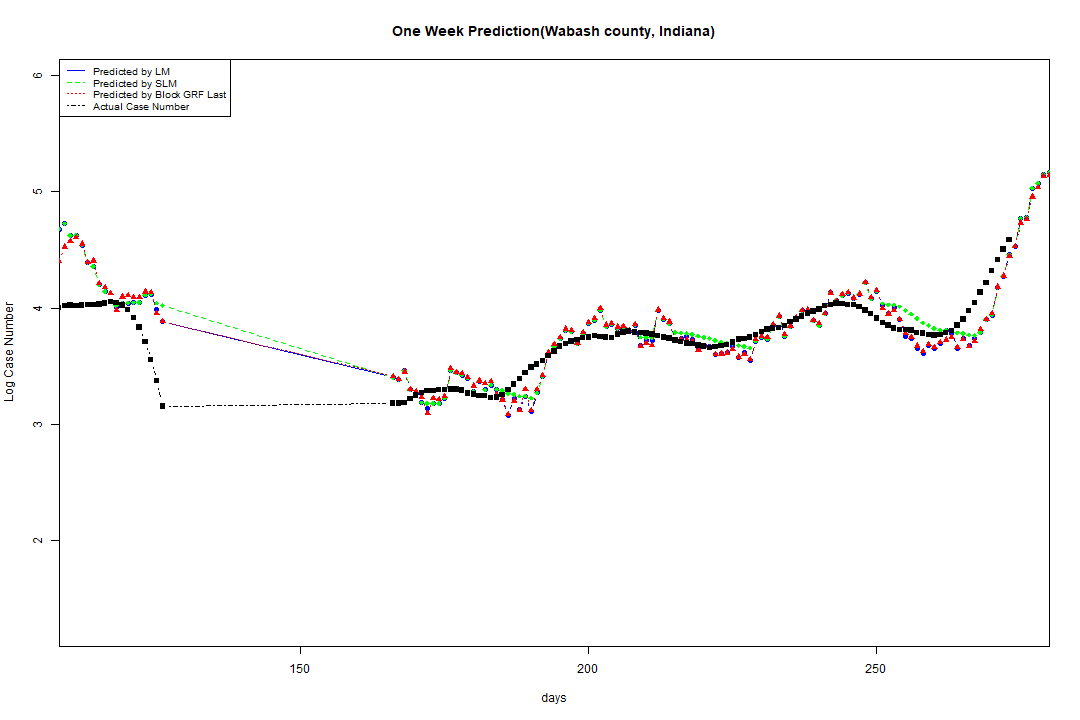 One Week Prediction(Wabash county, Indiana)
Predicted by LM
Predicted by SLM
Predicted by Block GRF Last
Actual Case Number
6
5
4
3
2
Log Case Number
150
200
250
days